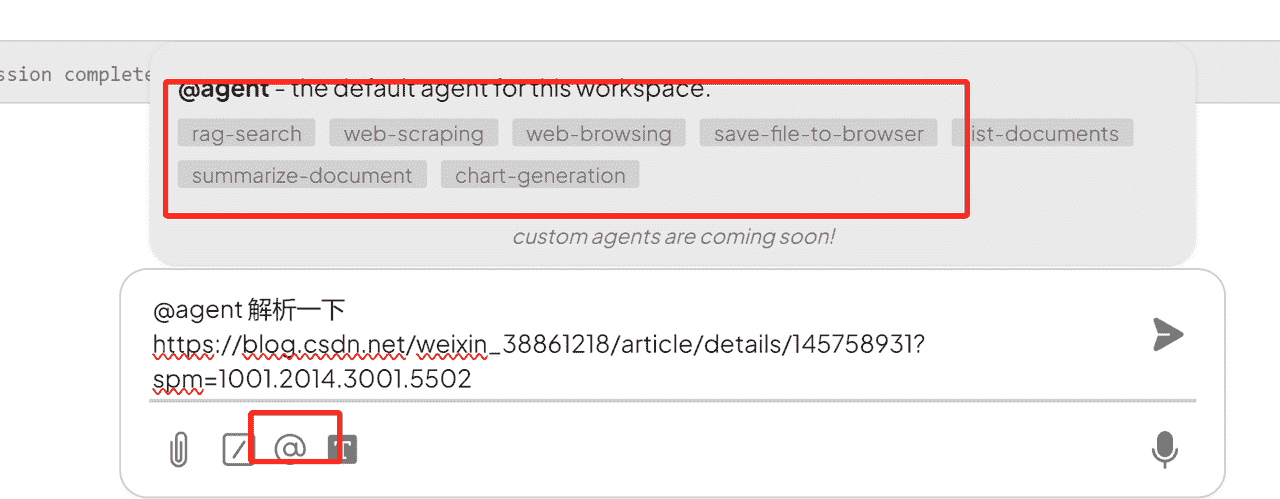 ssion complete
@agent - the default agent for this workspace.
rag-search web-scraping web-browsing save-file-to-browser list-documents
summarize-document chart-generation
custom agents are coming soon!
@agent 解析一下
https://blog.csdn.net/weixin_38861218/article/details/145758931?
spm=1001.2014.3001.5502